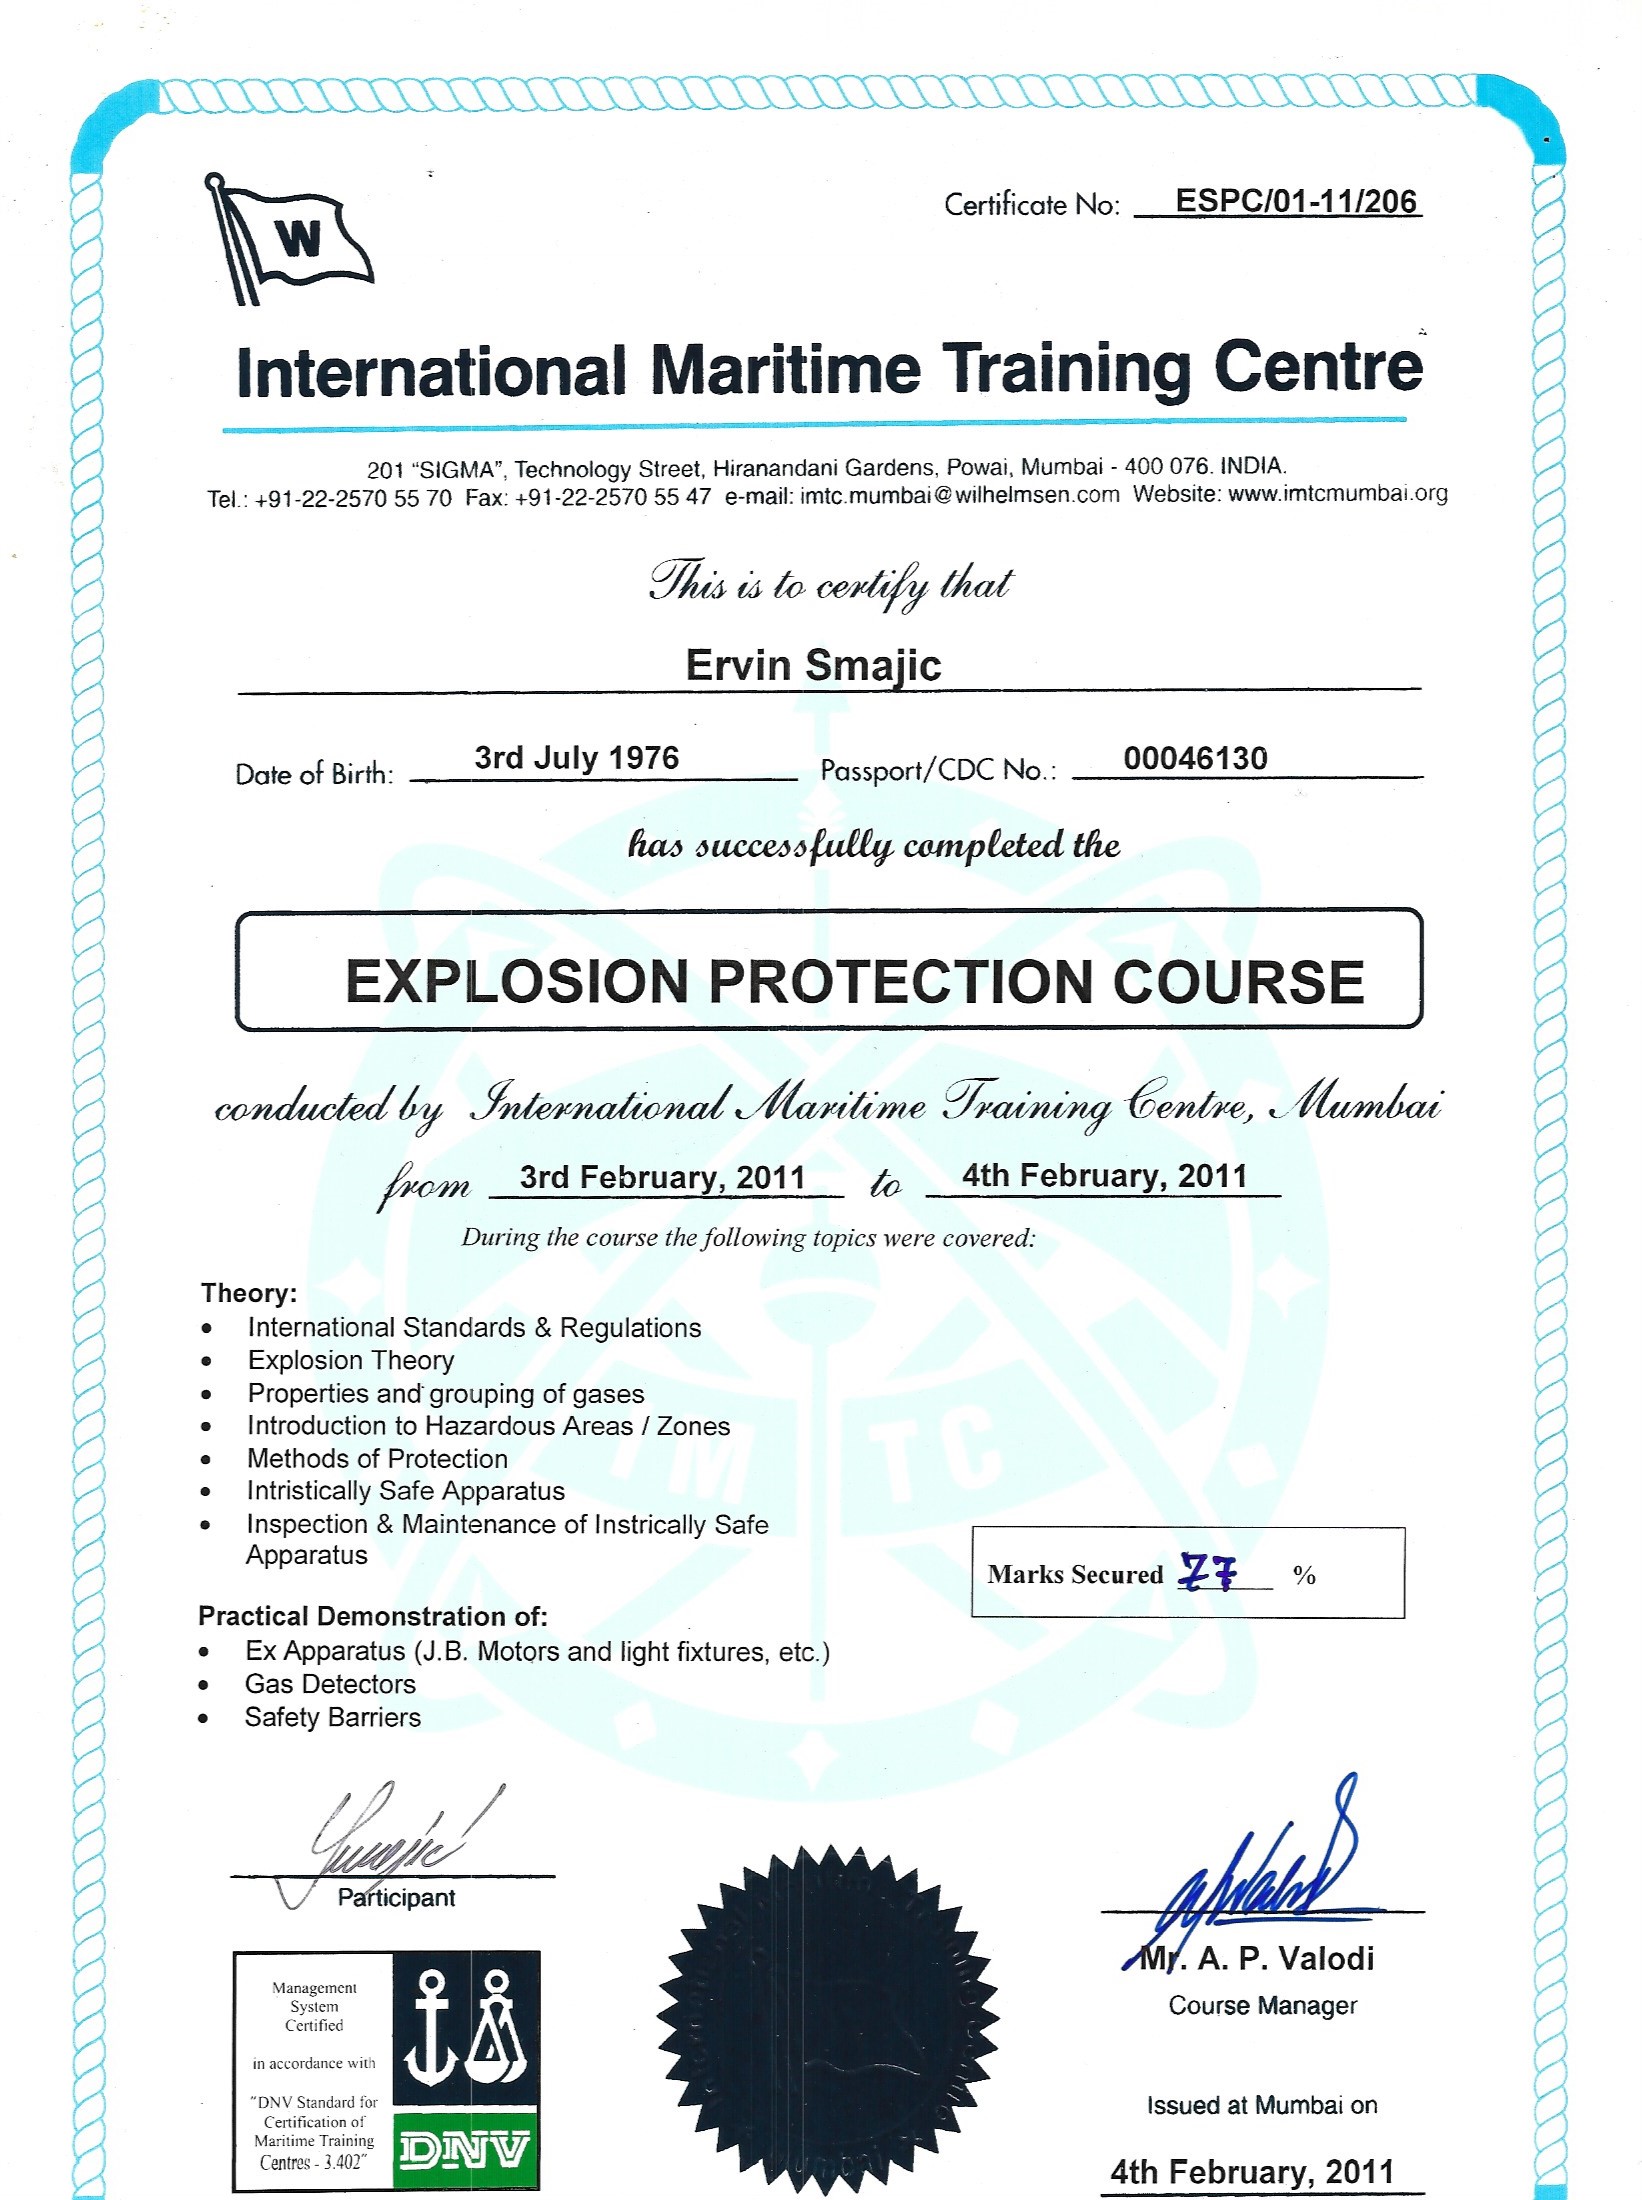 W
Certificate No: ESPC/01-11/206
International Maritime Training Centre
201 “SIGMA”, Technology Street, Hiranandani Gardens, Powai, Mumbai - 400 076. INDIA.
Tel.: +91-22-2570 55 70 Fax: +91-22-2570 55 47 e-mail: imtc.mumbai@wilhelmsen.com Website: www.imtcmumbai.org
This is to certify that
Ervin Smajic
Date of Birth: 3rd July 1976 Passport/CDC No.: 00046130
has successfully completed the
EXPLOSION PROTECTION COURSE
conducted by International Maritime Training Centre, Mumbai
from 3rd February, 2011 to 4th February, 2011
During the course the following topics were covered:
Theory:
• International Standards & Regulations
• Explosion Theory
• Properties and grouping of gases
• Introduction to Hazardous Areas / Zones
• Methods of Protection
• Intristically Safe Apparatus
• Inspection & Maintenance of Instrically Safe
Apparatus
IMTC
Marks Secured 77 %
Practical Demonstration of:
• Ex Apparatus (J.B. Motors and light fixtures, etc.)
• Gas Detectors
• Safety Barriers
Smajić
Participant
Mr. A. P. Valodi
Course Manager
Management
System
Certified
in accordance with
"DNV Standard for
Certification of
Maritime Training
Centres - 3.402"
DNV
Issued at Mumbai on
4th February, 2011